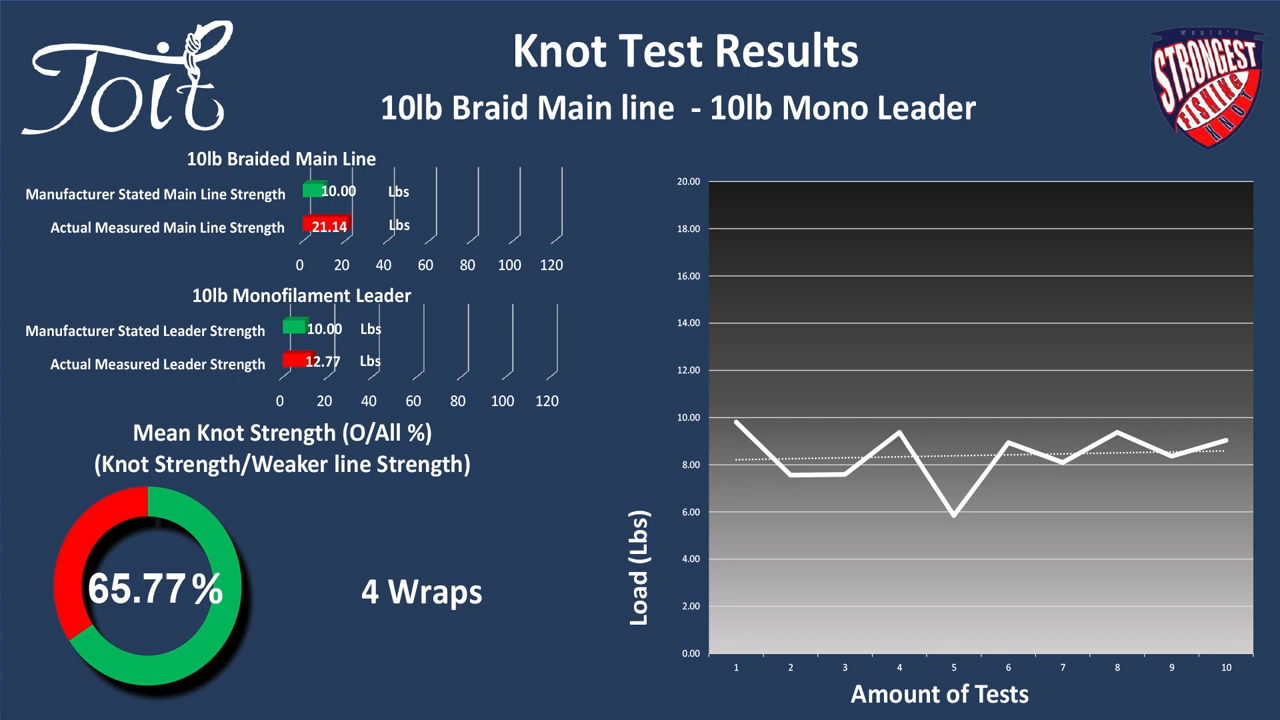 Toit
Knot Test Results
10lb Braid Main line - 10lb Mono Leader
WORLD'S
STRONGEST
FISHING
KNOT
10lb Braided Main Line
Manufacturer Stated Main Line Strength
10.00 Lbs
Actual Measured Main Line Strength
21.14 Lbs
0 20 40 60 80 100 120
10lb Monofilament Leader
Manufacturer Stated Leader Strength
10.00 Lbs
Actual Measured Leader Strength
12.77 Lbs
0 20 40 60 80 100 120
Mean Knot Strength (O/All %)
(Knot Strength/Weaker line Strength)
65.77%
4 Wraps
Load (Lbs)
20.00
18.00
16.00
14.00
12.00
10.00
8.00
6.00
4.00
2.00
0.00
1 2 3 4 5 6 7 8 9 10
Amount of Tests